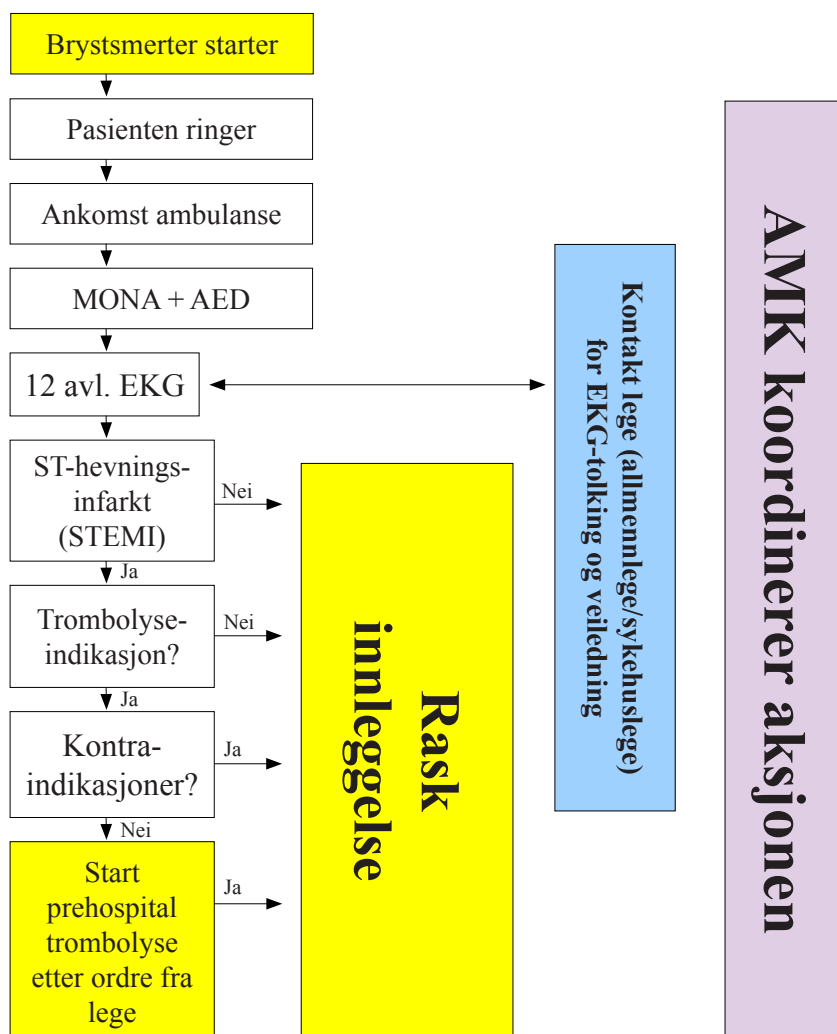 Brystsmerter starter
Pasienten ringer
Ankomst ambulanse
MONA + AED
12 avl. EKG
ST-hevnings-
infarkt
(STEMI)
Nei
Ja
Trombolyse-
indikasjon?
Nei
Ja
Kontra-
indikasjoner?
Ja
Nei
Start
prehospital
trombolyse
etter ordre fra
lege
Ja
Rask
innleggelse
Kontakt lege (allmennlege/sykehuslege)
for EKG-tolking og veiledning
AMK koordinerer aksjonen